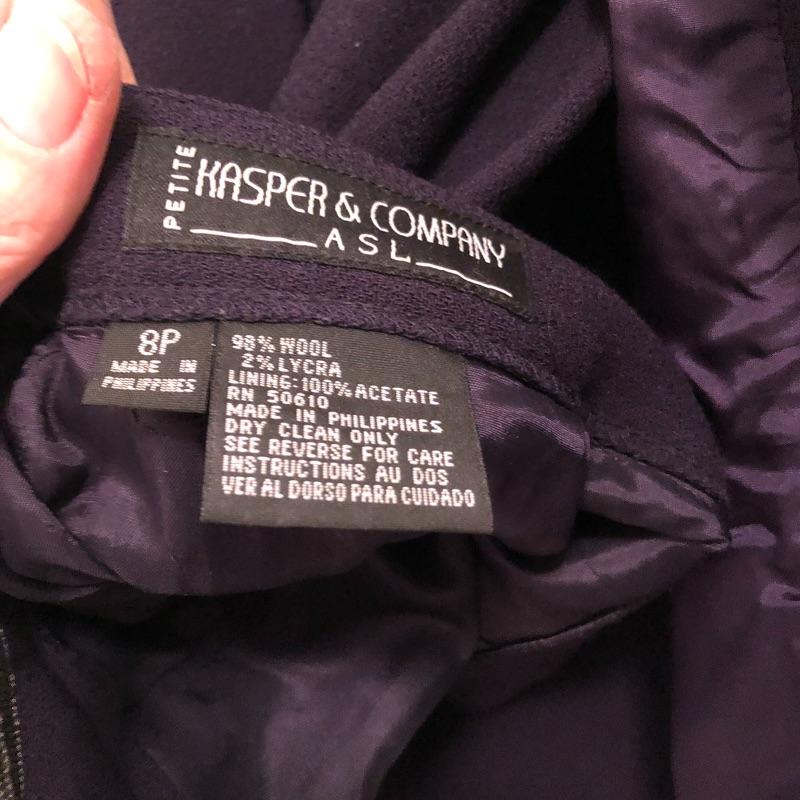 PETITE
KASPER & COMPANY
A S L
8P
MADE IN
PHILIPPINES
98% WOOL
2% LYCRA
LINING: 100% ACETATE
RN 50610
MADE IN PHILIPPINES
DRY CLEAN ONLY
SEE REVERSE FOR CARE
INSTRUCTIONS AU DOS
VER AL DORSO PARA CUIDADO